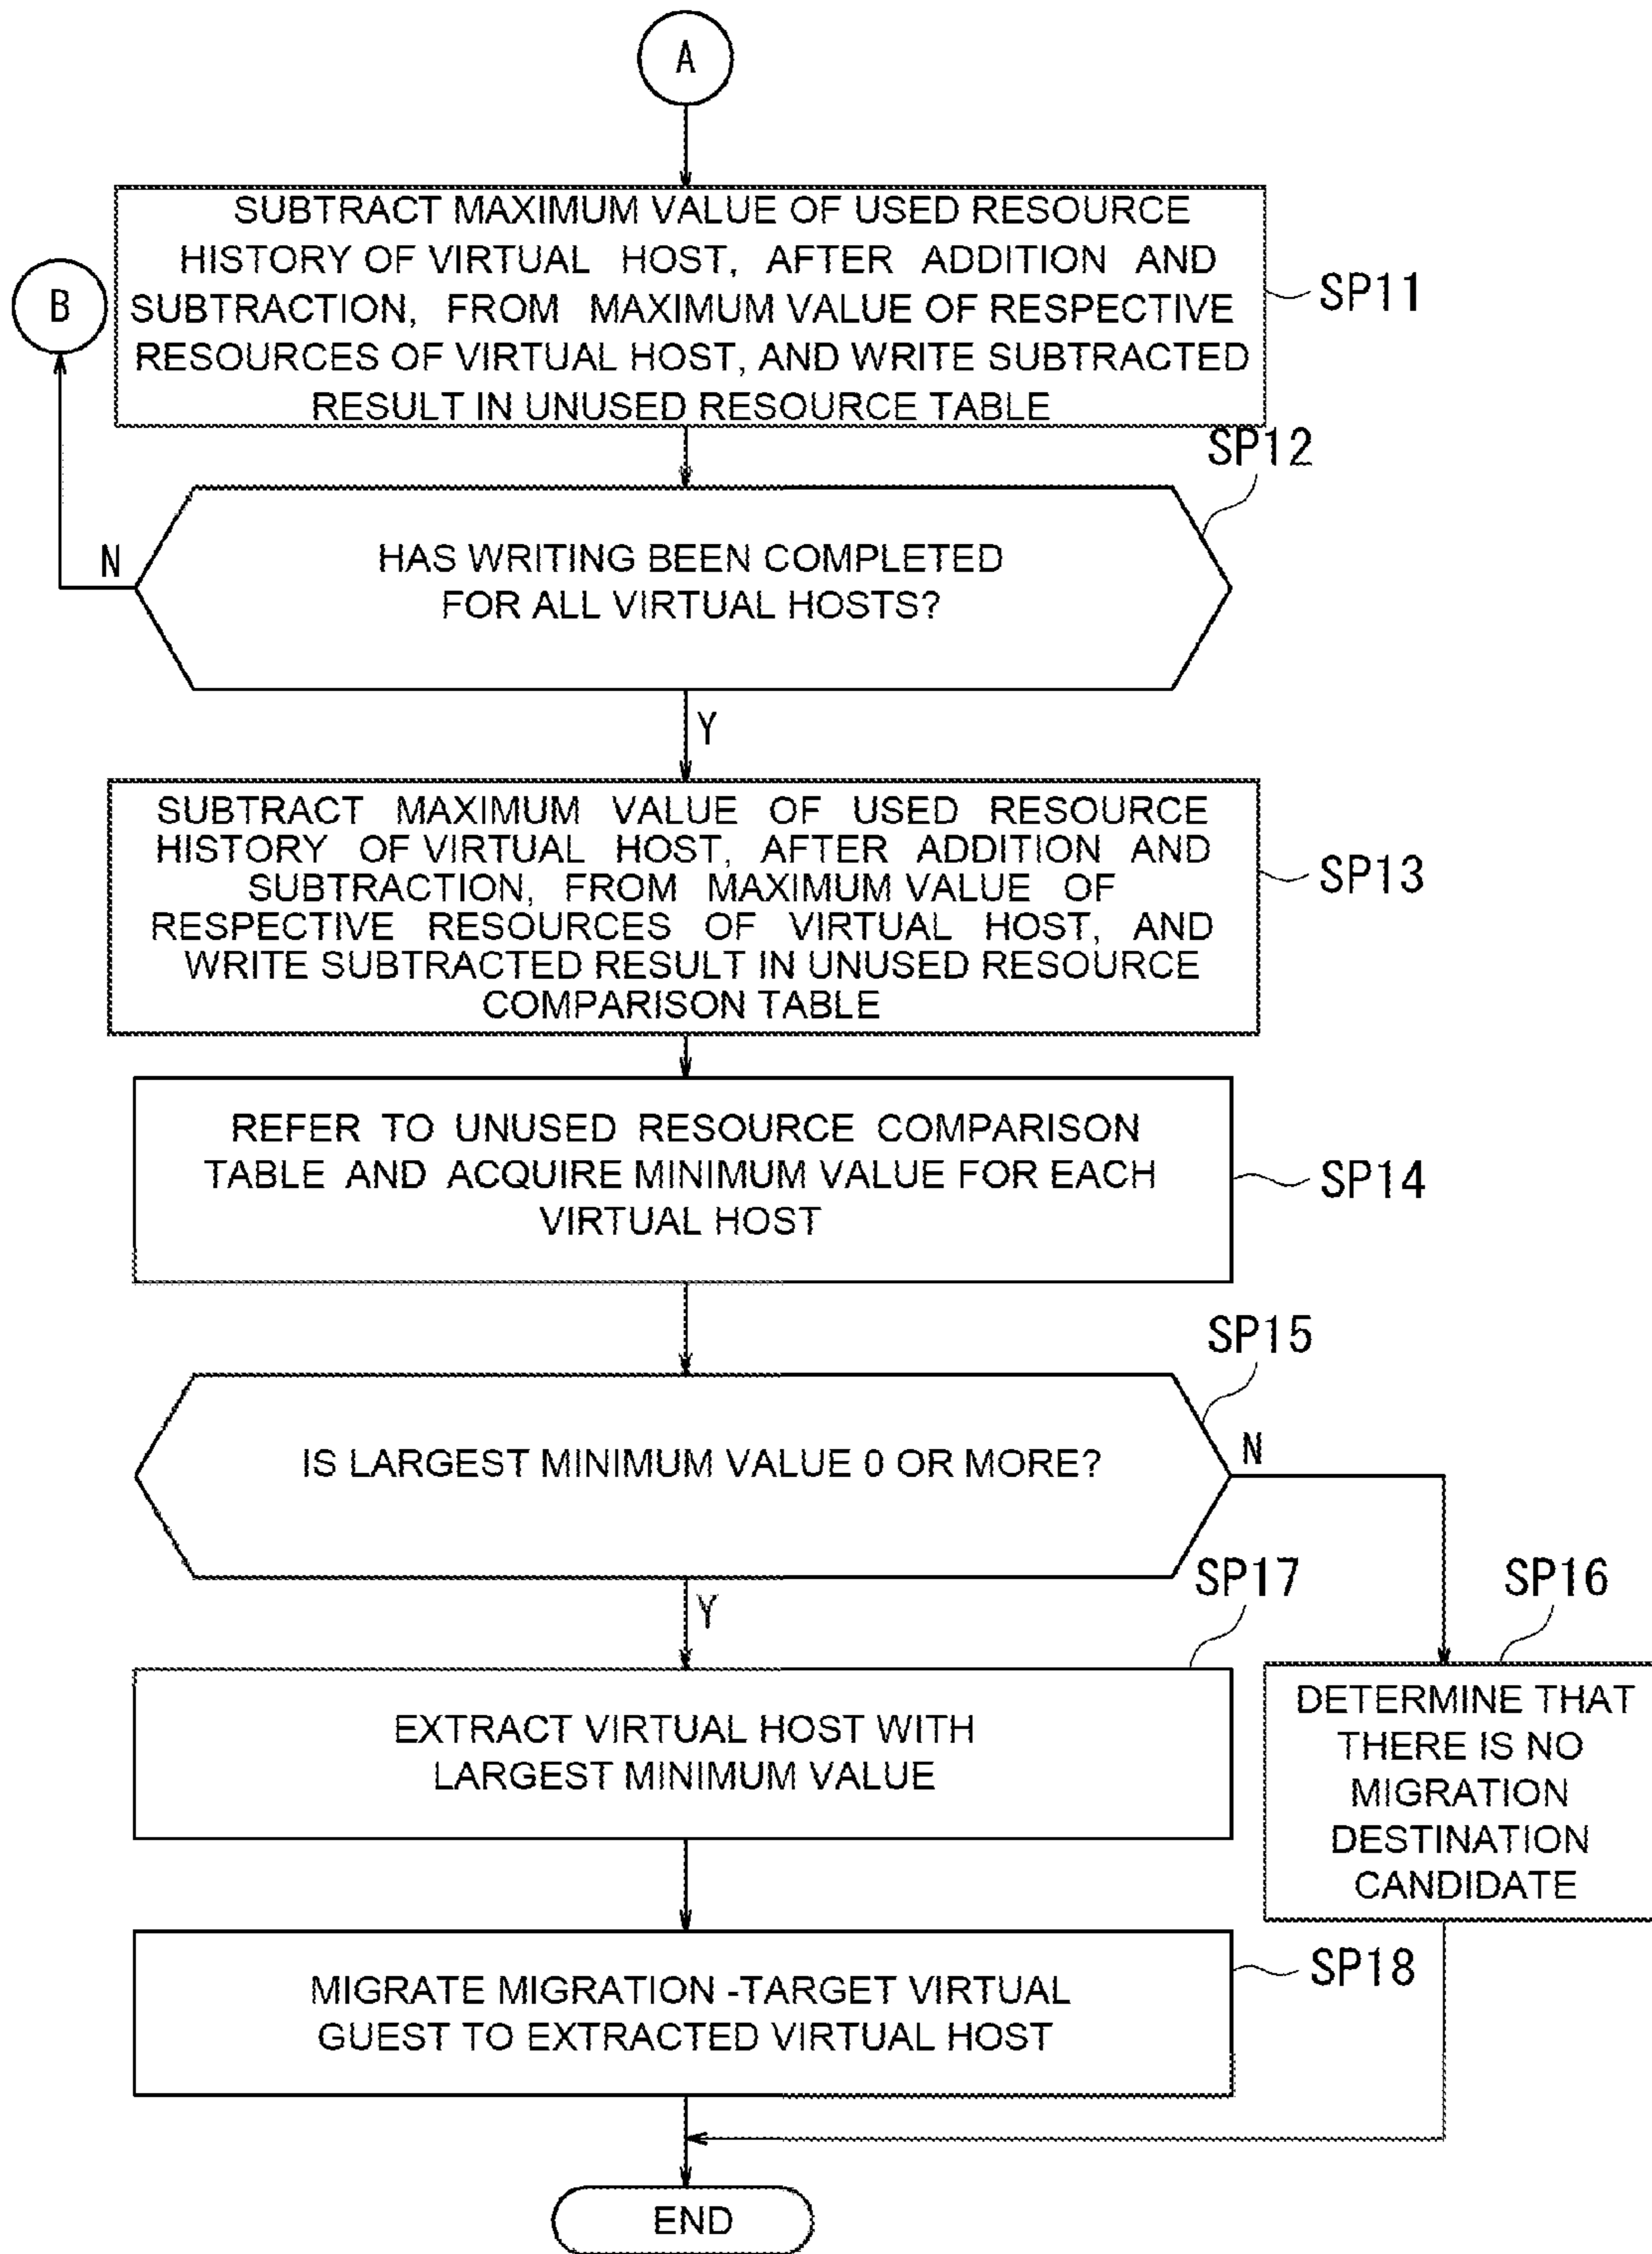 A
SUBTRACT MAXIMUM VALUE OF USED RESOURCE
HISTORY OF VIRTUAL HOST, AFTER ADDITION AND
SUBTRACTION, FROM MAXIMUM VALUE OF RESPECTIVE
RESOURCES OF VIRTUAL HOST, AND WRITE SUBTRACTED
RESULT IN UNUSED RESOURCE TABLE
SP11
B
SP12
HAS WRITING BEEN COMPLETED
FOR ALL VIRTUAL HOSTS?
N
Y
SUBTRACT MAXIMUM VALUE OF USED RESOURCE
HISTORY OF VIRTUAL HOST, AFTER ADDITION AND
SUBTRACTION, FROM MAXIMUM VALUE OF
RESPECTIVE RESOURCES OF VIRTUAL HOST, AND
WRITE SUBTRACTED RESULT IN UNUSED RESOURCE
COMPARISON TABLE
SP13
REFER TO UNUSED RESOURCE COMPARISON
TABLE AND ACQUIRE MINIMUM VALUE FOR EACH
VIRTUAL HOST
SP14
SP15
IS LARGEST MINIMUM VALUE 0 OR MORE?
N
Y
SP17
SP16
EXTRACT VIRTUAL HOST WITH
LARGEST MINIMUM VALUE
DETERMINE THAT
THERE IS NO
MIGRATION
DESTINATION
CANDIDATE
MIGRATE MIGRATION -TARGET VIRTUAL
GUEST TO EXTRACTED VIRTUAL HOST
SP18
END